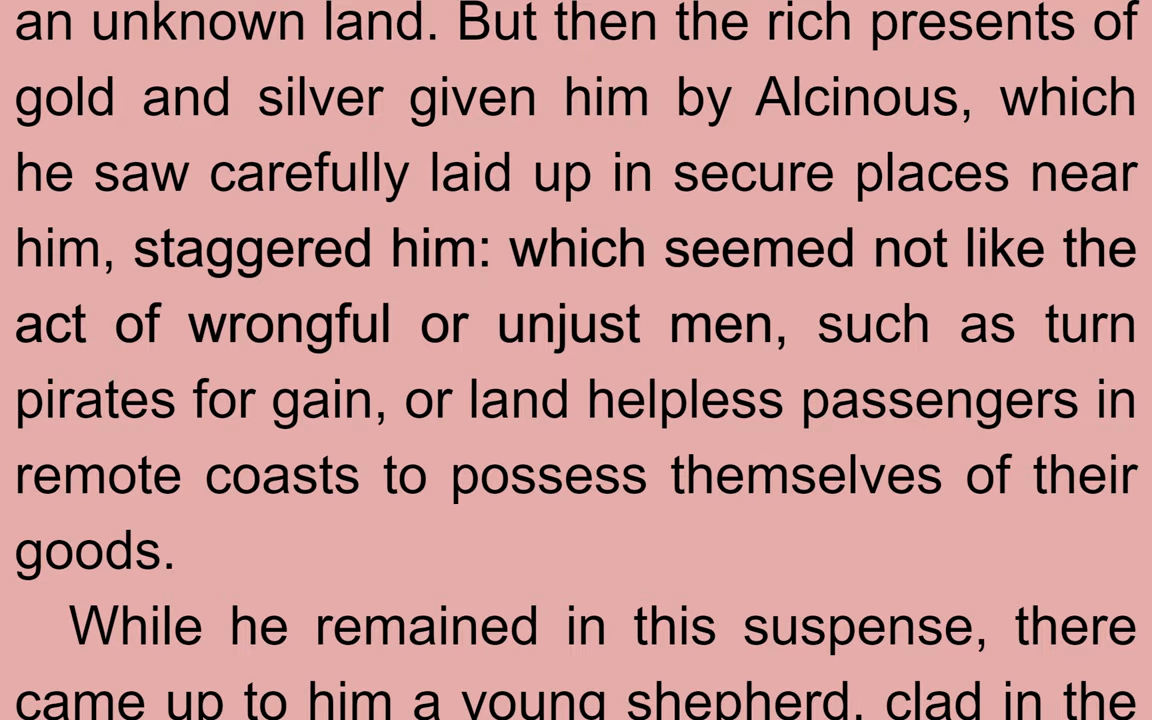 an unknown land. But then the rich presents of
gold and silver given him by Alcinous, which
he saw carefully laid up in secure places near
him, staggered him: which seemed not like the
act of wrongful or unjust men, such as turn
pirates for gain, or land helpless passengers in
remote coasts to possess themselves of their
goods.
While he remained in this suspense, there
came up to him a young shepherd, clad in the